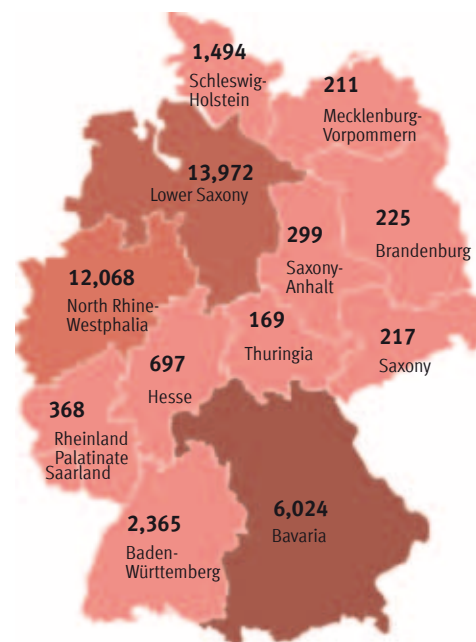 1,494
Schleswig-
Holstein
211
Mecklenburg-
Vorpommern
13,972
Lower Saxony
225
Brandenburg
299
Saxony-
Anhalt
12,068
North Rhine-
Westphalia
169
Thuringia
217
Saxony
697
Hesse
368
Rheinland
Palatinate
Saarland
6,024
Bavaria
2,365
Baden-
Württemberg